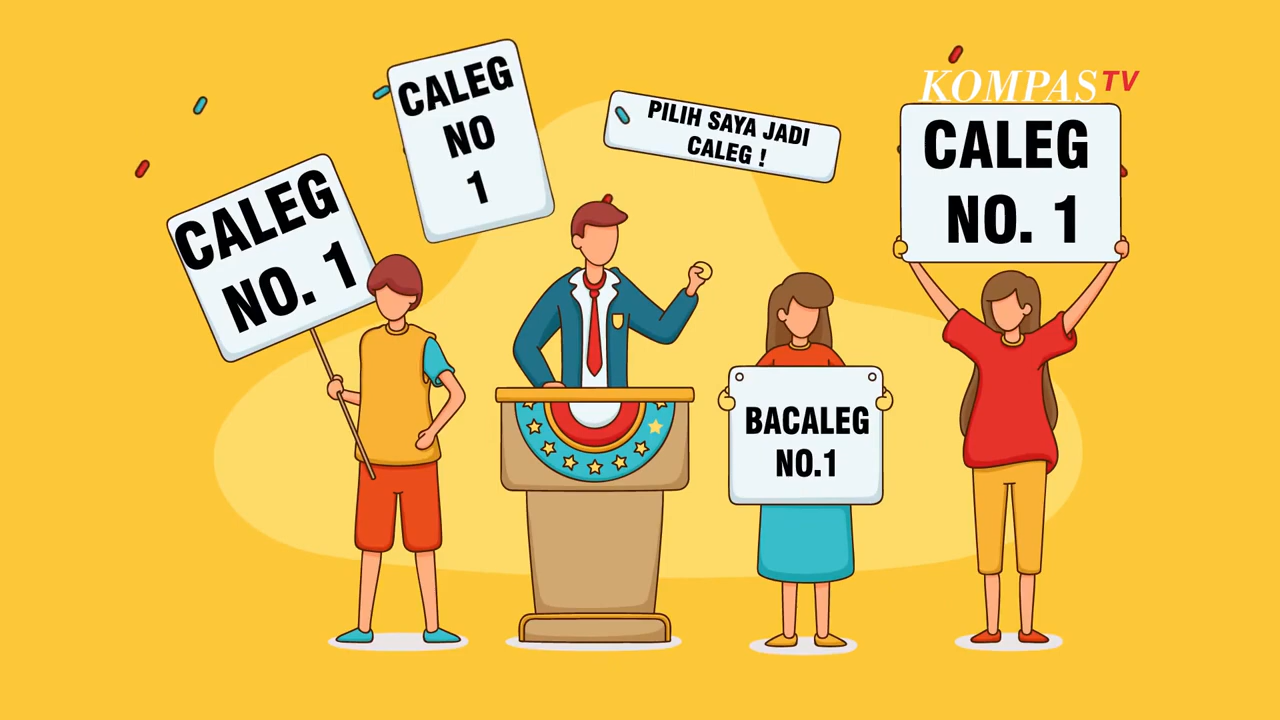 CALEG
NO. 1
CALEG
NO
1
PILIH SAYA JADI
CALEG !
KOMPAS TV
CALEG
NO. 1
BACALEG
NO.1